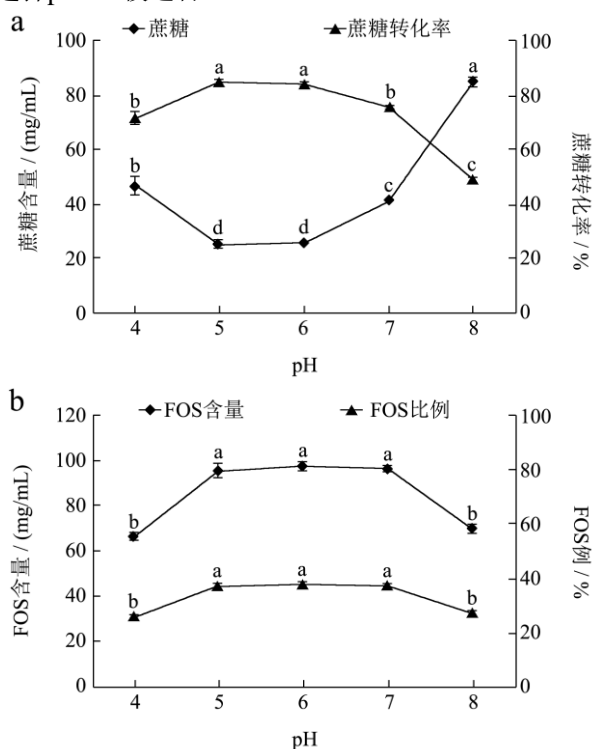 a
蔗糖 蔗糖转化率
100 100
a
a a
80 b b 80
b
60 60
c c
40 40
d d
20 20
0 0
4 5 6 7 8
pH
蔗糖含量 / (mg/mL)
蔗糖转化率 / %
b
FOS含量 FOS比例
120 100
100 a a a
80 80
b b
60 60
a a a
40 b b 40
20 20
0 0
4 5 6 7 8
pH
FOS含量 / (mg/mL)
FOS例 / %